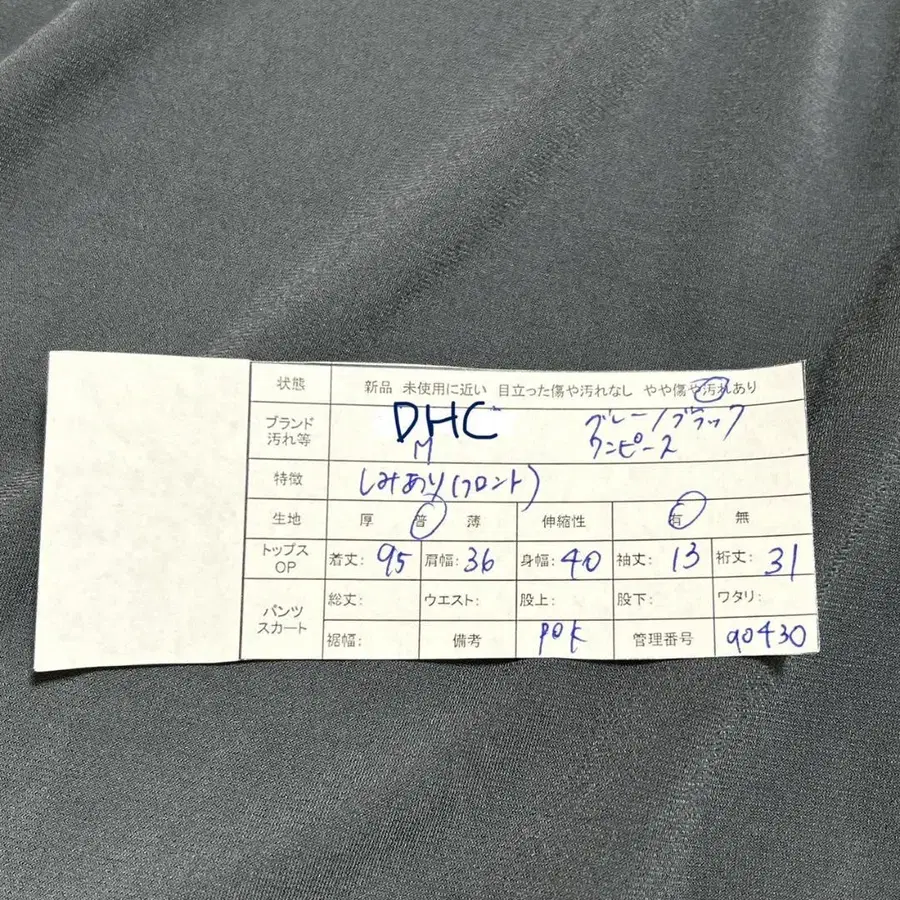 状態 新品 未使用に近い 目立った傷や汚れなし やや傷や汚れあり
ブランド 汚れ等 DHC M グレー/ブラック ワンピース
特徴 しみあり(フロント)
生地 厚 普 薄 伸縮性 有 無
トップス OP 着丈: 95 肩幅: 36 身幅: 40 袖丈: 13 裄丈: 31
パンツ スカート 総丈: ウエスト: 股上: 股下: ワタリ:
裾幅: 備考 POK 管理番号 90430